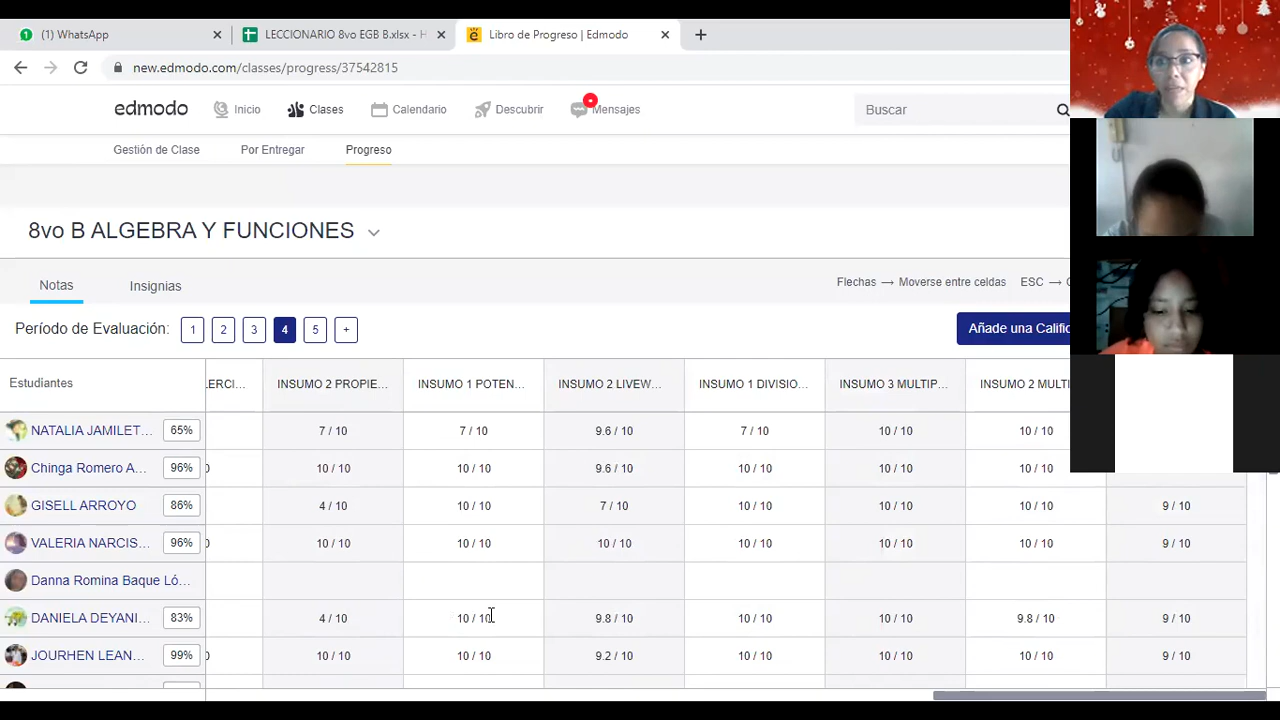 (1) WhatsApp
LECCIONARIO 8vo EGB B.xlsx - H
Libro de Progreso | Edmodo
new.edmodo.com/classes/progress/37542815
edmodo Inicio Clases Calendario Descubrir Mensajes Buscar
Gestión de Clase Por Entregar Progreso
8vo B ALGEBRA Y FUNCIONES
Notas Insignias Flechas → Moverse entre celdas ESC →
Período de Evaluación: 1 2 3 4 5 + Añade una Califi
Estudiantes .ERCI... INSUMO 2 PROPIE... INSUMO 1 POTEN... INSUMO 2 LIVEW... INSUMO 1 DIVISIO... INSUMO 3 MULTIP... INSUMO 2 MULTI
NATALIA JAMILET... 65% 7 / 10 7 / 10 9.6 / 10 7 / 10 10 / 10 10 / 10
Chinga Romero A... 96% 0 10 / 10 10 / 10 9.6 / 10 10 / 10 10 / 10 10 / 10
GISELL ARROYO 86% 4 / 10 10 / 10 7 / 10 10 / 10 10 / 10 10 / 10 9 / 10
VALERIA NARCIS... 96% 0 10 / 10 10 / 10 10 / 10 10 / 10 10 / 10 10 / 10 9 / 10
Danna Romina Baque Ló...
DANIELA DEYANI... 83% 4 / 10 10 / 10 9.8 / 10 10 / 10 10 / 10 9.8 / 10 9 / 10
JOURHEN LEAN... 99% 0 10 / 10 10 / 10 9.2 / 10 10 / 10 10 / 10 10 / 10 9 / 10